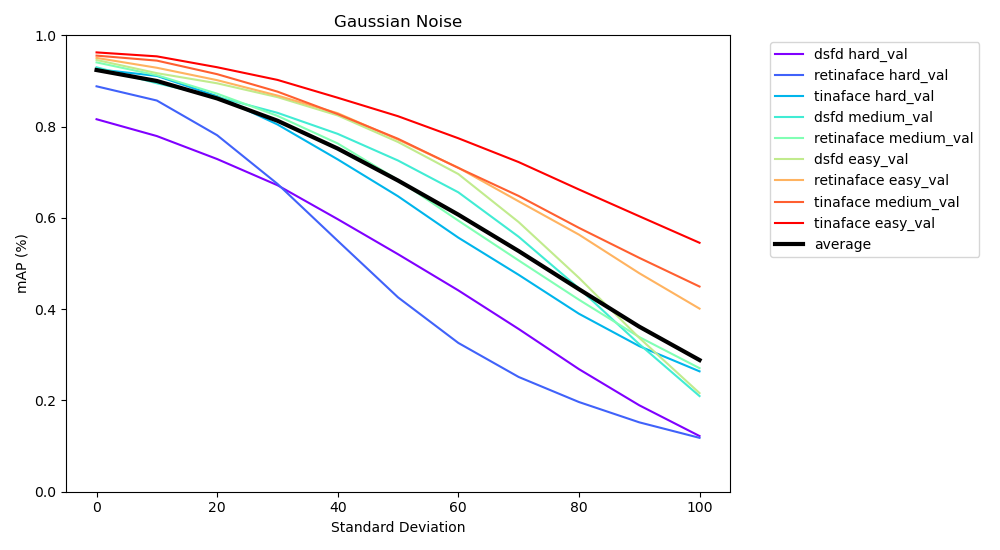 Gaussian Noise
1.0
0.8
0.6
0.4
0.2
0.0
mAP (%)
0 20 40 60 80 100
Standard Deviation
dsfd hard_val
retinaface hard_val
tinaface hard_val
dsfd medium_val
retinaface medium_val
dsfd easy_val
retinaface easy_val
tinaface medium_val
tinaface easy_val
average